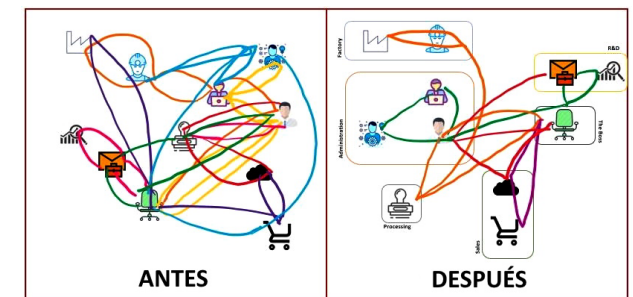 Factory
R&D
Administration
The Boss
Processing
Sales
ANTES
DESPUÉS